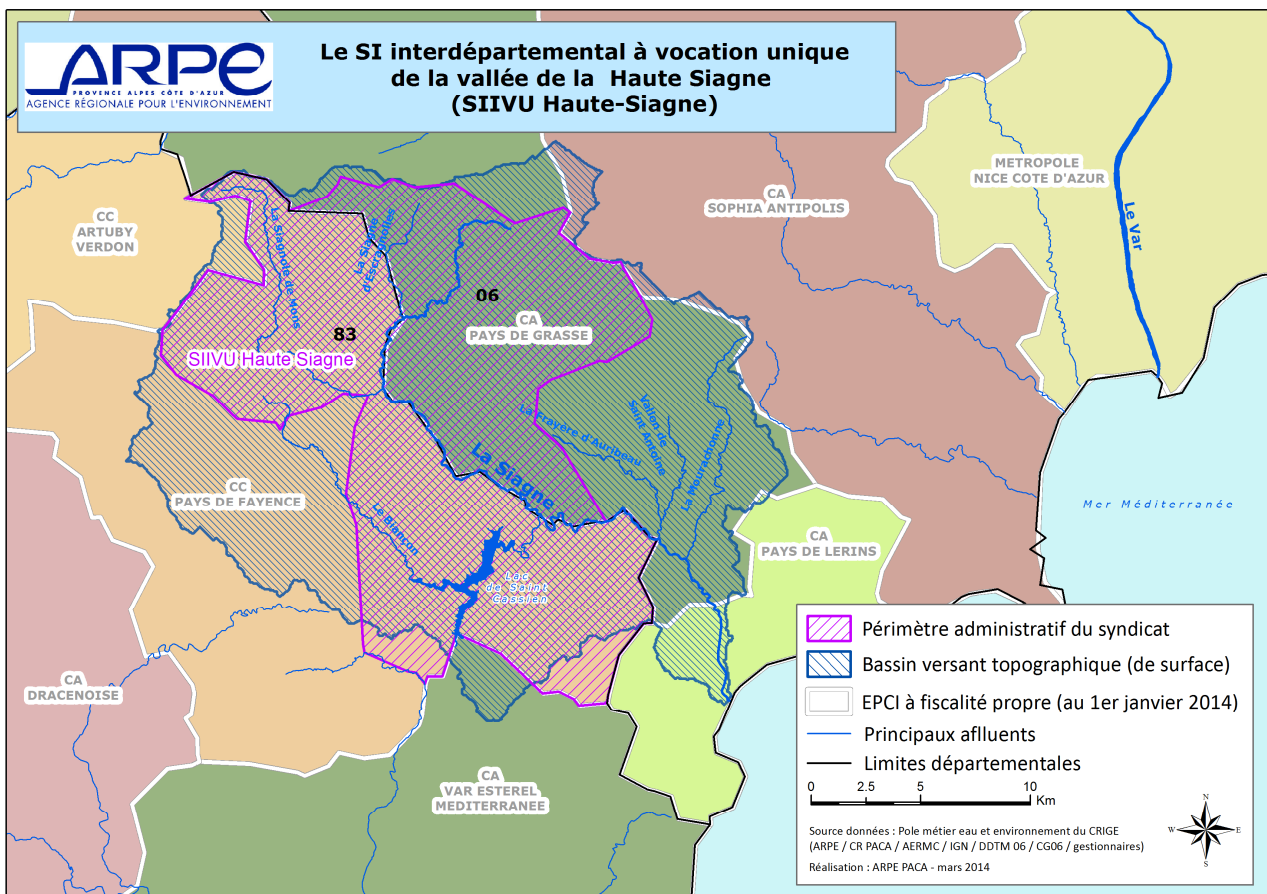 ARPE
PROVENCE ALPES CÔTE D'AZUR
AGENCE RÉGIONALE POUR L'ENVIRONNEMENT
Le SI interdépartemental à vocation unique
de la vallée de la Haute Siagne
(SIIVU Haute-Siagne)
METROPOLE
NICE COTE D'AZUR
CA
SOPHIA ANTIPOLIS
Le Var
CC
ARTUBY
VERDON
La Siagnole de Mons
La Siagne
d'Escragnolles
06
83
CA
PAYS DE GRASSE
SIIVU Haute Siagne
La Frayère d'Auribeau
Vallon de
Saint Antoine
La Mourachonne
La Siagne
CC
PAYS DE FAYENCE
Le Biançon
Lac
de Saint
Cassien
CA
PAYS DE LERINS
Mer Méditerranée
CA
DRACENOISE
CA
VAR ESTEREL
MEDITERRANEE
Périmètre administratif du syndicat
Bassin versant topographique (de surface)
EPCI à fiscalité propre (au 1er janvier 2014)
Principaux aflluents
Limites départementales
0 2.5 5 10
Km
N
W E
S
Source données : Pole métier eau et environnement du CRIGE
(ARPE / CR PACA / AERMC / IGN / DDTM 06 / CG06 / gestionnaires)
Réalisation : ARPE PACA - mars 2014